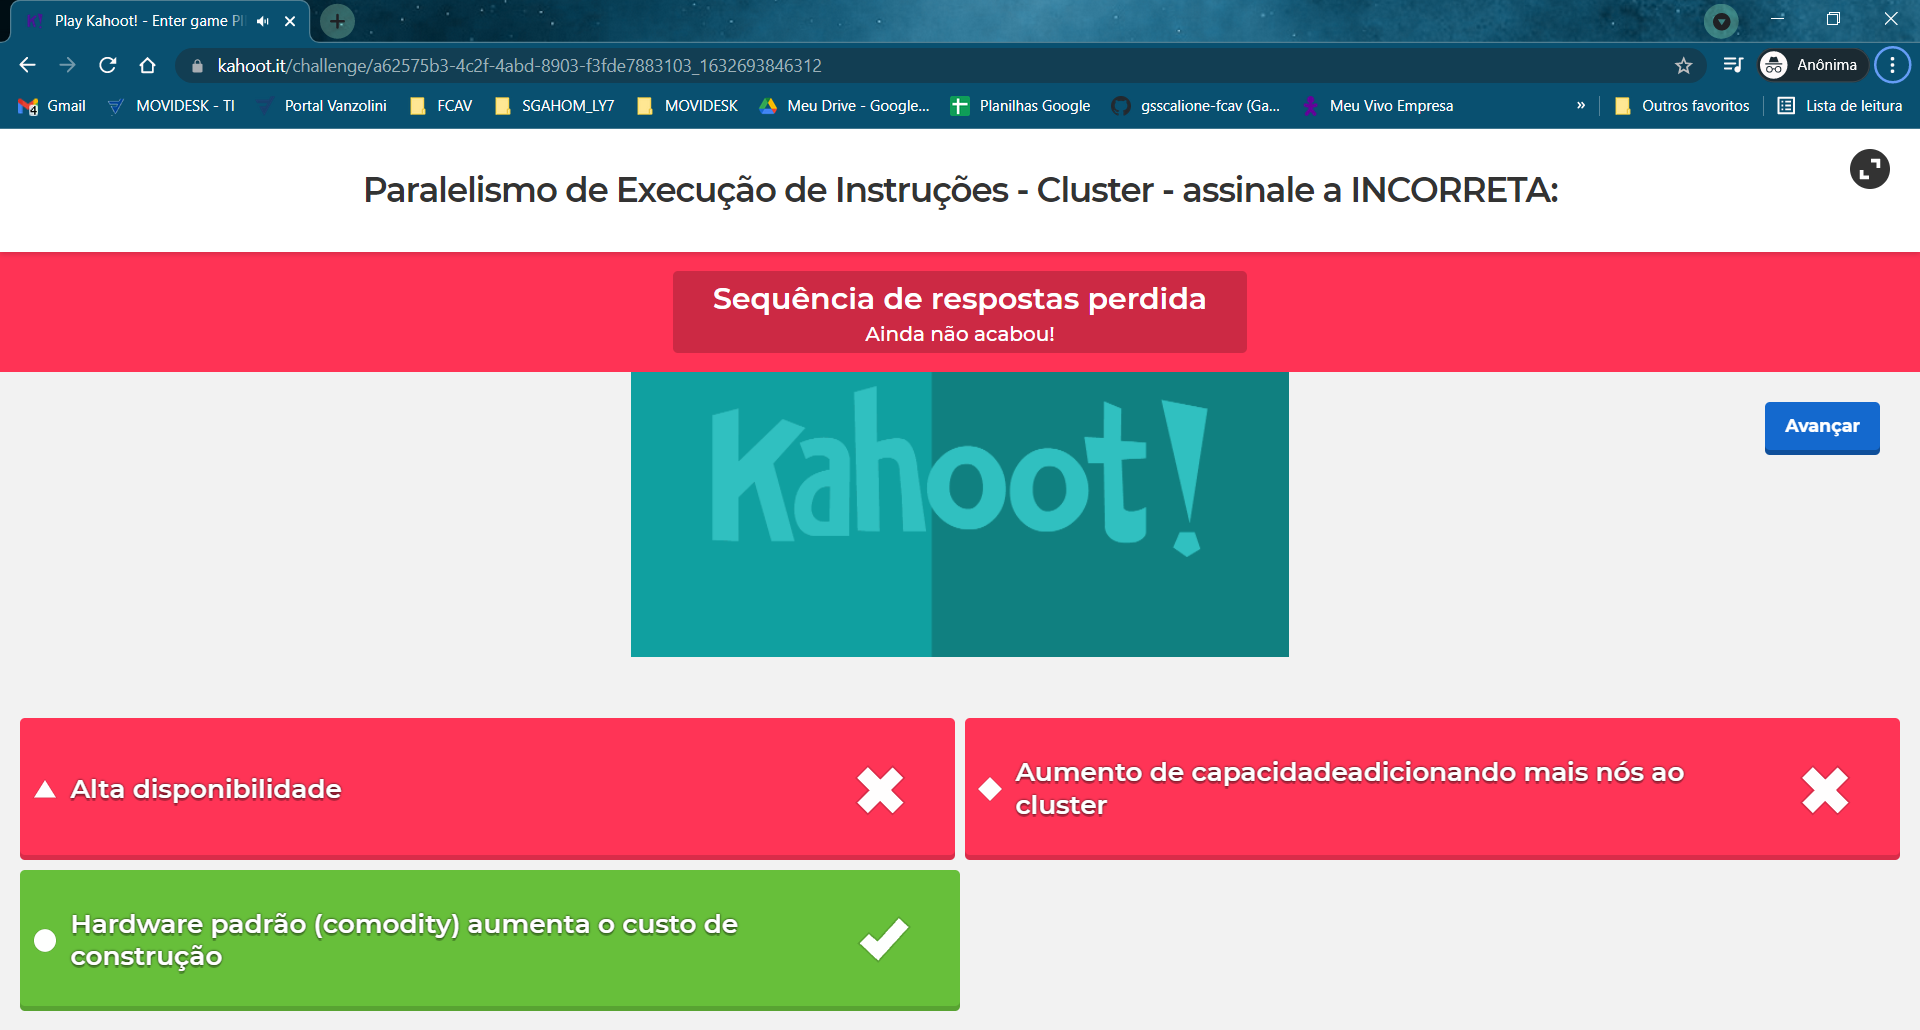 Play Kahoot! - Enter game PI
kahoot.it/challenge/a62575b3-4c2f-4abd-8903-f3fde7883103_1632693846312
Anônima
Gmail
MOVIDESK - TI
Portal Vanzolini
FCAV
SGAHOM_LY7
MOVIDESK
Meu Drive - Google...
Planilhas Google
gsscalione-fcav (Ga...
Meu Vivo Empresa
»
Outros favoritos
Lista de leitura
Paralelismo de Execução de Instruções - Cluster - assinale a INCORRETA:
Sequência de respostas perdida
Ainda não acabou!
Kahoot!
Avançar
Alta disponibilidade
Aumento de capacidadeadicionando mais nós ao
cluster
Hardware padrão (comodity) aumenta o custo de
construção